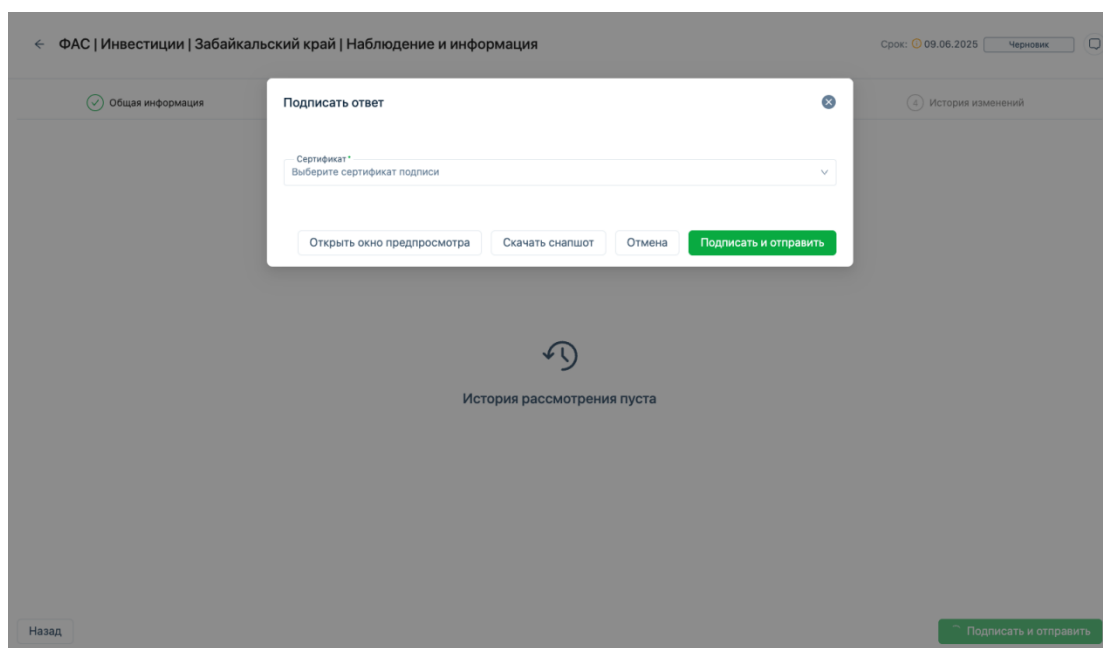 ФАС | Инвестиции | Забайкальский край | Наблюдение и информация
Срок: 09.06.2025 Черновик
Общая информация
4 История изменений
Подписать ответ
Сертификат*
Выберите сертификат подписи
Открыть окно предпросмотра Скачать снапшот Отмена Подписать и отправить
История рассмотрения пуста
Назад Подписать и отправить